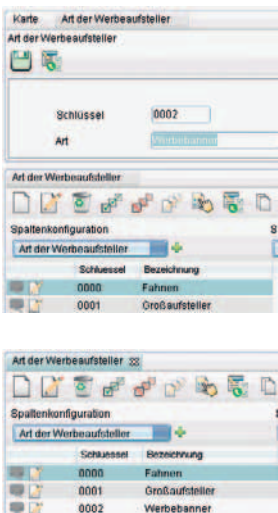 Karte Art der Werbeaufsteller
Art der Werbeaufsteller
Schlüssel 0002
Art Werbebanner
Art der Werbeaufsteller
Spaltenkonfiguration S
Art der Werbeaufsteller
Schluessel Bezeichnung
0000 Fahnen
0001 Großaufsteller
Art der Werbeaufsteller
Spaltenkonfiguration
Art der Werbeaufsteller
Schluessel Bezeichnung
0000 Fahnen
0001 Großaufsteller
0002 Werbebanner